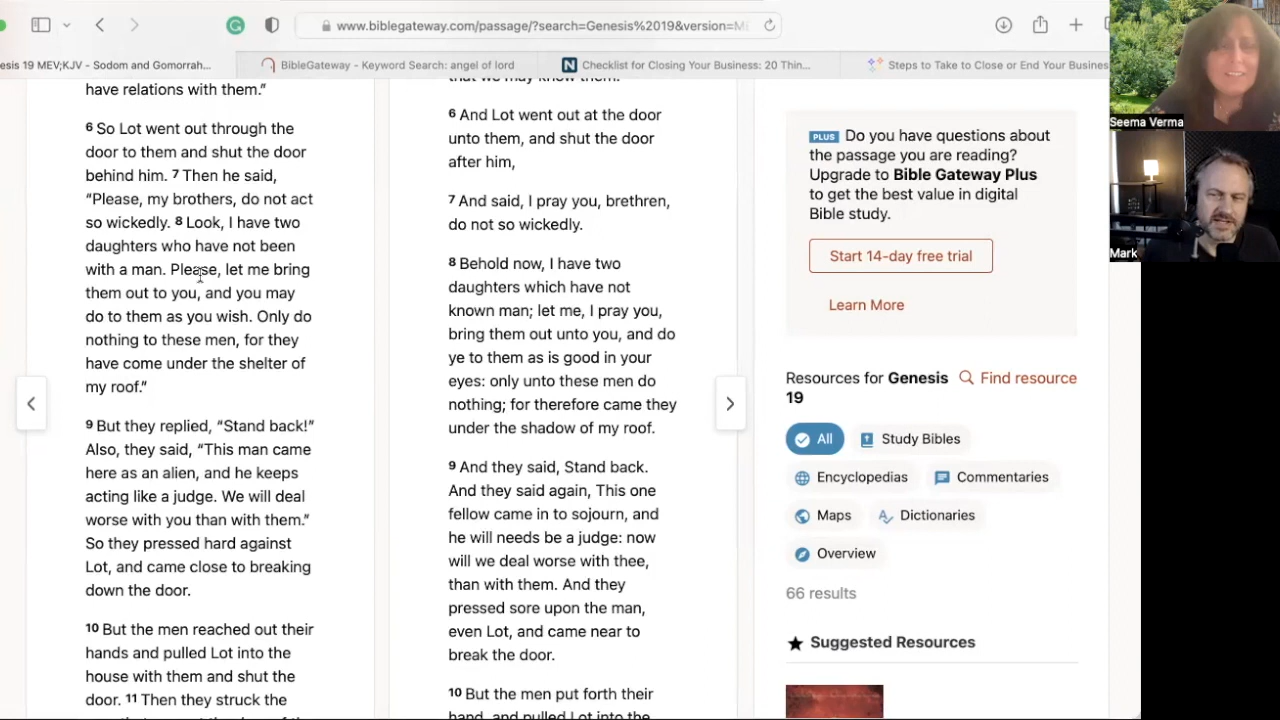 www.biblegateway.com/passage/?search=Genesis%2019&version=M
esis 19 MEV;KJV - Sodom and Gomorrah...
BibleGateway - Keyword Search: angel of lord
Checklist for Closing Your Business: 20 Thin...
Steps to Take to Close or End Your Business
have relations with them.”
6 So Lot went out through the
door to them and shut the door
behind him. 7 Then he said,
“Please, my brothers, do not act
so wickedly. 8 Look, I have two
daughters who have not been
with a man. Please, let me bring
them out to you, and you may
do to them as you wish. Only do
nothing to these men, for they
have come under the shelter of
my roof.”
9 But they replied, “Stand back!”
Also, they said, “This man came
here as an alien, and he keeps
acting like a judge. We will deal
worse with you than with them.”
So they pressed hard against
Lot, and came close to breaking
down the door.
10 But the men reached out their
hands and pulled Lot into the
house with them and shut the
door. 11 Then they struck the
that we may know them.
6 And Lot went out at the door
unto them, and shut the door
after him,
7 And said, I pray you, brethren,
do not so wickedly.
8 Behold now, I have two
daughters which have not
known man; let me, I pray you,
bring them out unto you, and do
ye to them as is good in your
eyes: only unto these men do
nothing; for therefore came they
under the shadow of my roof.
9 And they said, Stand back.
And they said again, This one
fellow came in to sojourn, and
he will needs be a judge: now
will we deal worse with thee,
than with them. And they
pressed sore upon the man,
even Lot, and came near to
break the door.
10 But the men put forth their
hand, and pulled Lot into the
PLUS Do you have questions about
the passage you are reading?
Upgrade to Bible Gateway Plus
to get the best value in digital
Bible study.
Start 14-day free trial
Learn More
Resources for Genesis
19
Find resource
All
Study Bibles
Encyclopedias
Commentaries
Maps
Dictionaries
Overview
66 results
Suggested Resources
Seema Verma
Mark